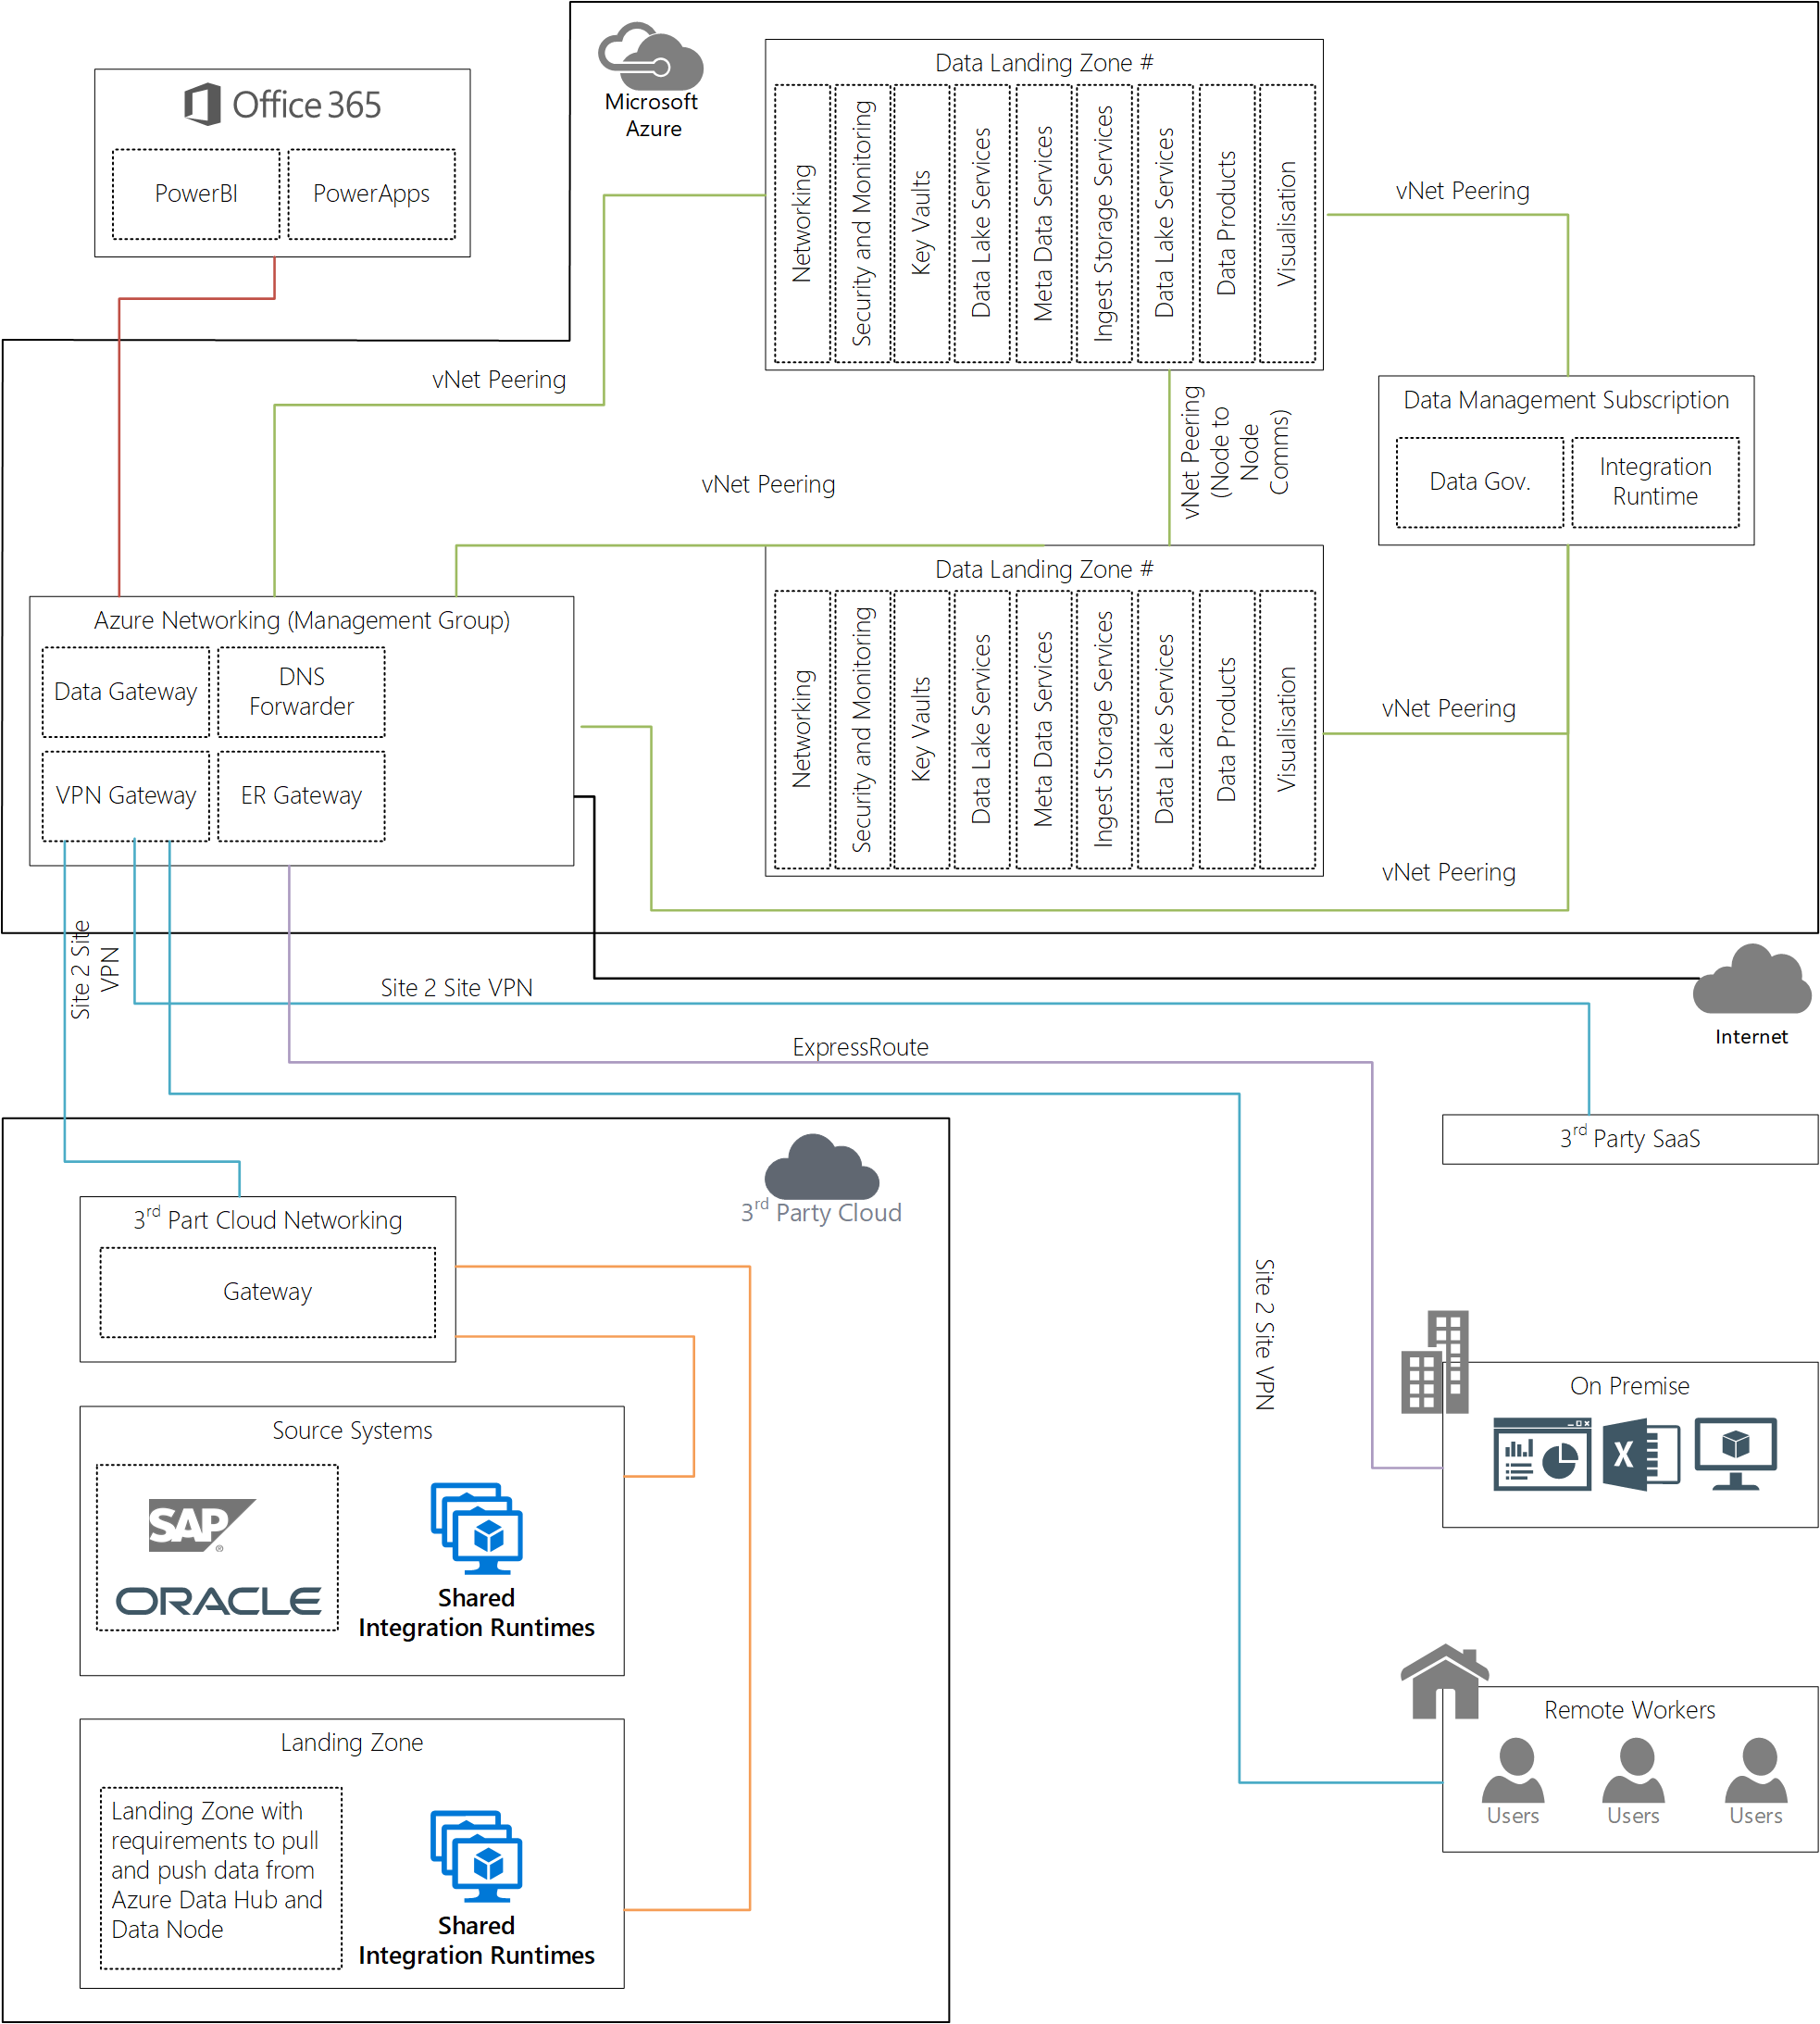 Office 365
PowerBI
PowerApps
Microsoft
Azure
Data Landing Zone #
Networking
Security and Monitoring
Key Vaults
Data Lake Services
Meta Data Services
Ingest Storage Services
Data Lake Services
Data Products
Visualisation
vNet Peering
vNet Peering
Data Management Subscription
Data Gov.
Integration
Runtime
vNet Peering
(Node to
Node
Comms)
vNet Peering
Data Landing Zone #
Networking
Security and Monitoring
Key Vaults
Data Lake Services
Meta Data Services
Ingest Storage Services
Data Lake Services
Data Products
Visualisation
Azure Networking (Management Group)
Data Gateway
DNS
Forwarder
VPN Gateway
ER Gateway
vNet Peering
vNet Peering
Site 2 Site
VPN
Site 2 Site VPN
Internet
ExpressRoute
3rd Party SaaS
3rd Party Cloud
3rd Part Cloud Networking
Gateway
Site 2 Site VPN
On Premise
X
Source Systems
SAP
®
ORACLE
Shared
Integration Runtimes
Remote Workers
Users
Users
Users
Landing Zone
Landing Zone with
requirements to pull
and push data from
Azure Data Hub and
Data Node
Shared
Integration Runtimes